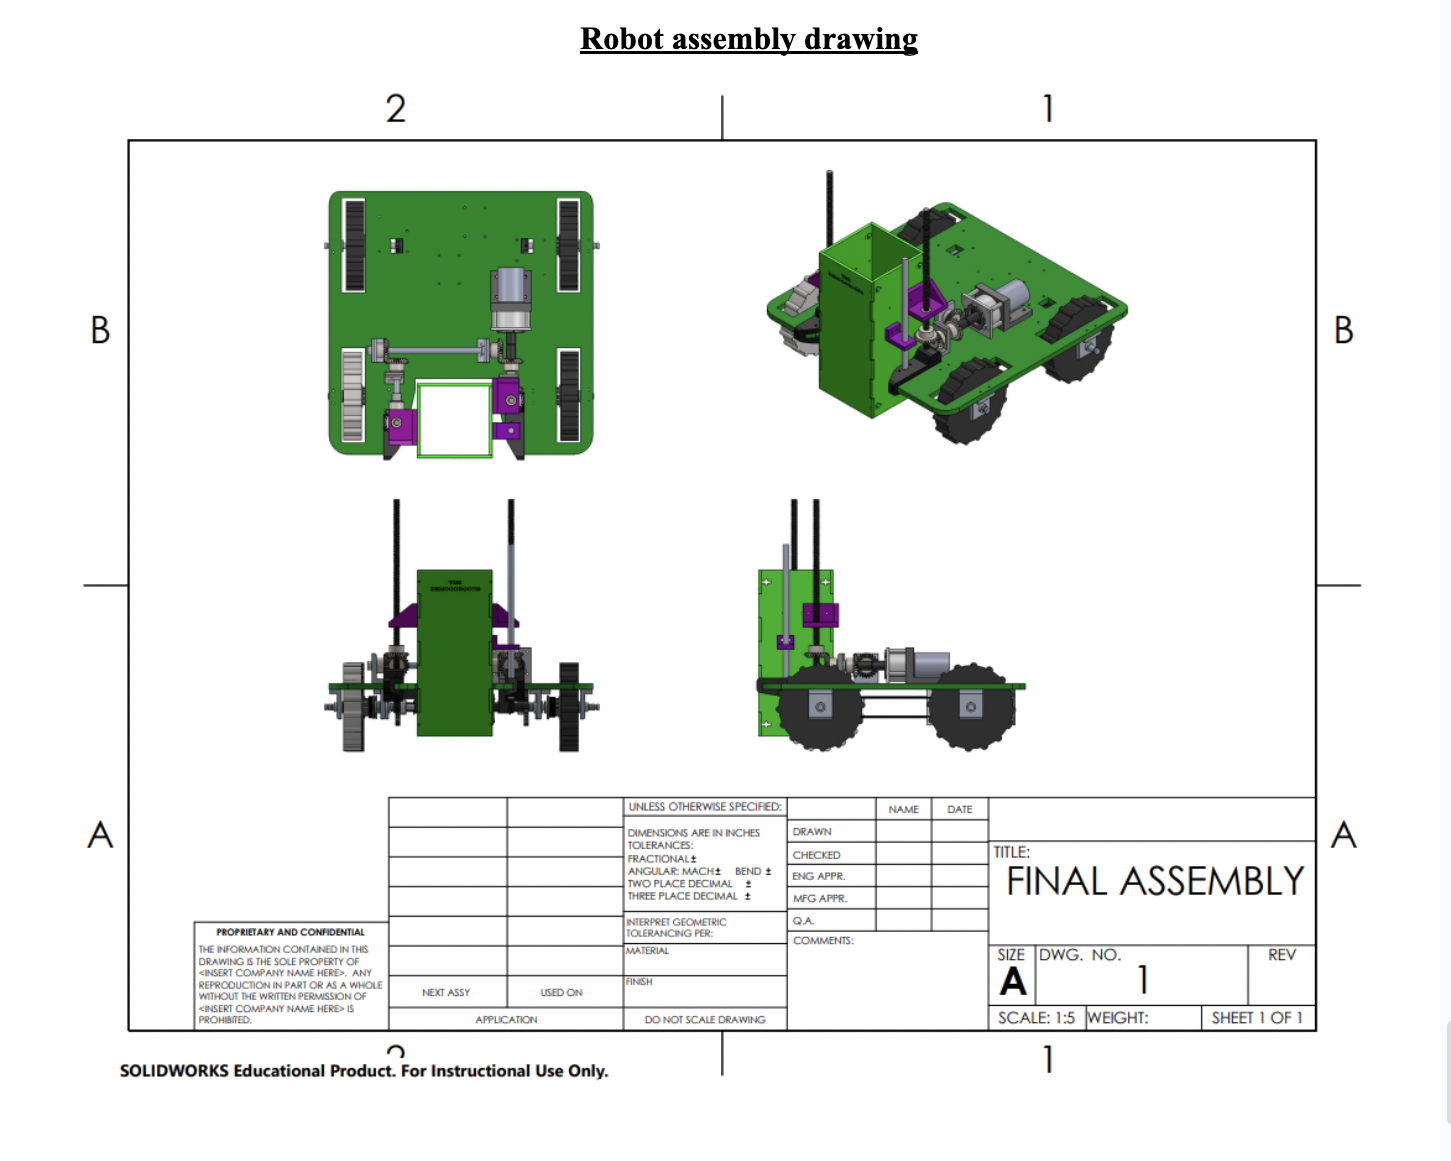 Robot assembly drawing
2
1
B
B
THE
A
A
UNLESS OTHERWISE SPECIFIED:
NAME
DATE
DIMENSIONS ARE IN INCHES
TOLERANCES:
FRACTIONAL±
ANGULAR: MACH± BEND ±
TWO PLACE DECIMAL ±
THREE PLACE DECIMAL ±
DRAWN
CHECKED
ENG APPR.
MFG APPR.
Q.A.
COMMENTS:
INTERPRET GEOMETRIC
TOLERANCING PER:
MATERIAL
FINISH
TITLE:
FINAL ASSEMBLY
PROPRIETARY AND CONFIDENTIAL
THE INFORMATION CONTAINED IN THIS
DRAWING IS THE SOLE PROPERTY OF
<INSERT COMPANY NAME HERE>. ANY
REPRODUCTION IN PART OR AS A WHOLE
WITHOUT THE WRITTEN PERMISSION OF
<INSERT COMPANY NAME HERE> IS
PROHIBITED.
NEXT ASSY
USED ON
APPLICATION
DO NOT SCALE DRAWING
SIZE
A
DWG. NO.
1
REV
SCALE: 1:5
WEIGHT:
SHEET 1 OF 1
2
1
SOLIDWORKS Educational Product. For Instructional Use Only.